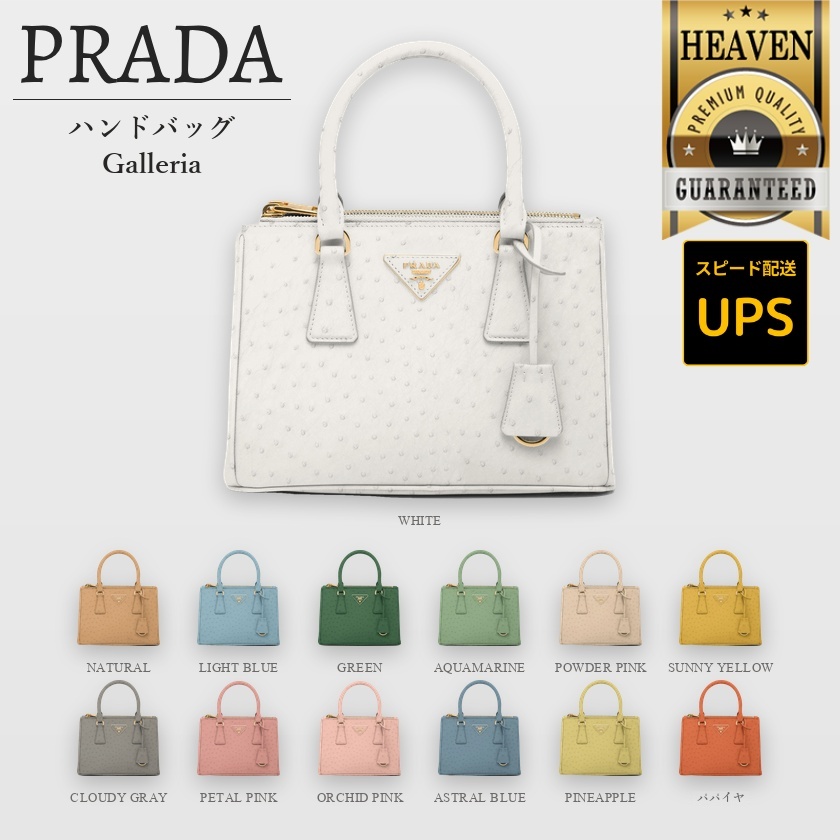 PRADA
ハンドバッグ
Galleria
HEAVEN
PREMIUM QUALITY
GUARANTEED
スピード配送
UPS
PRADA
WHITE
NATURAL
LIGHT BLUE
GREEN
AQUAMARINE
POWDER PINK
SUNNY YELLOW
CLOUDY GRAY
PETAL PINK
ORCHID PINK
ASTRAL BLUE
PINEAPPLE
パパイヤ